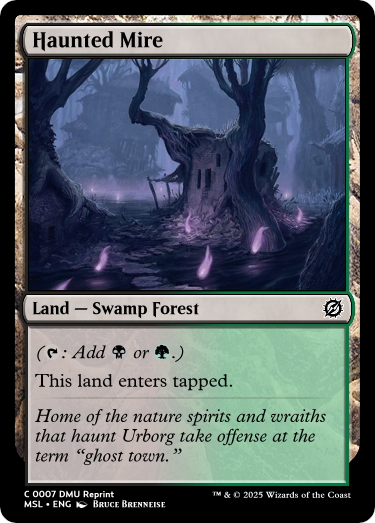 Haunted Mire
Land — Swamp Forest
(: Add or .)
This land enters tapped.
Home of the nature spirits and wraiths
that haunt Urborg take offense at the
term “ghost town.”
C 0007 DMU Reprint
MSL • ENG Bruce Brenneise
™ & © 2025 Wizards of the Coast